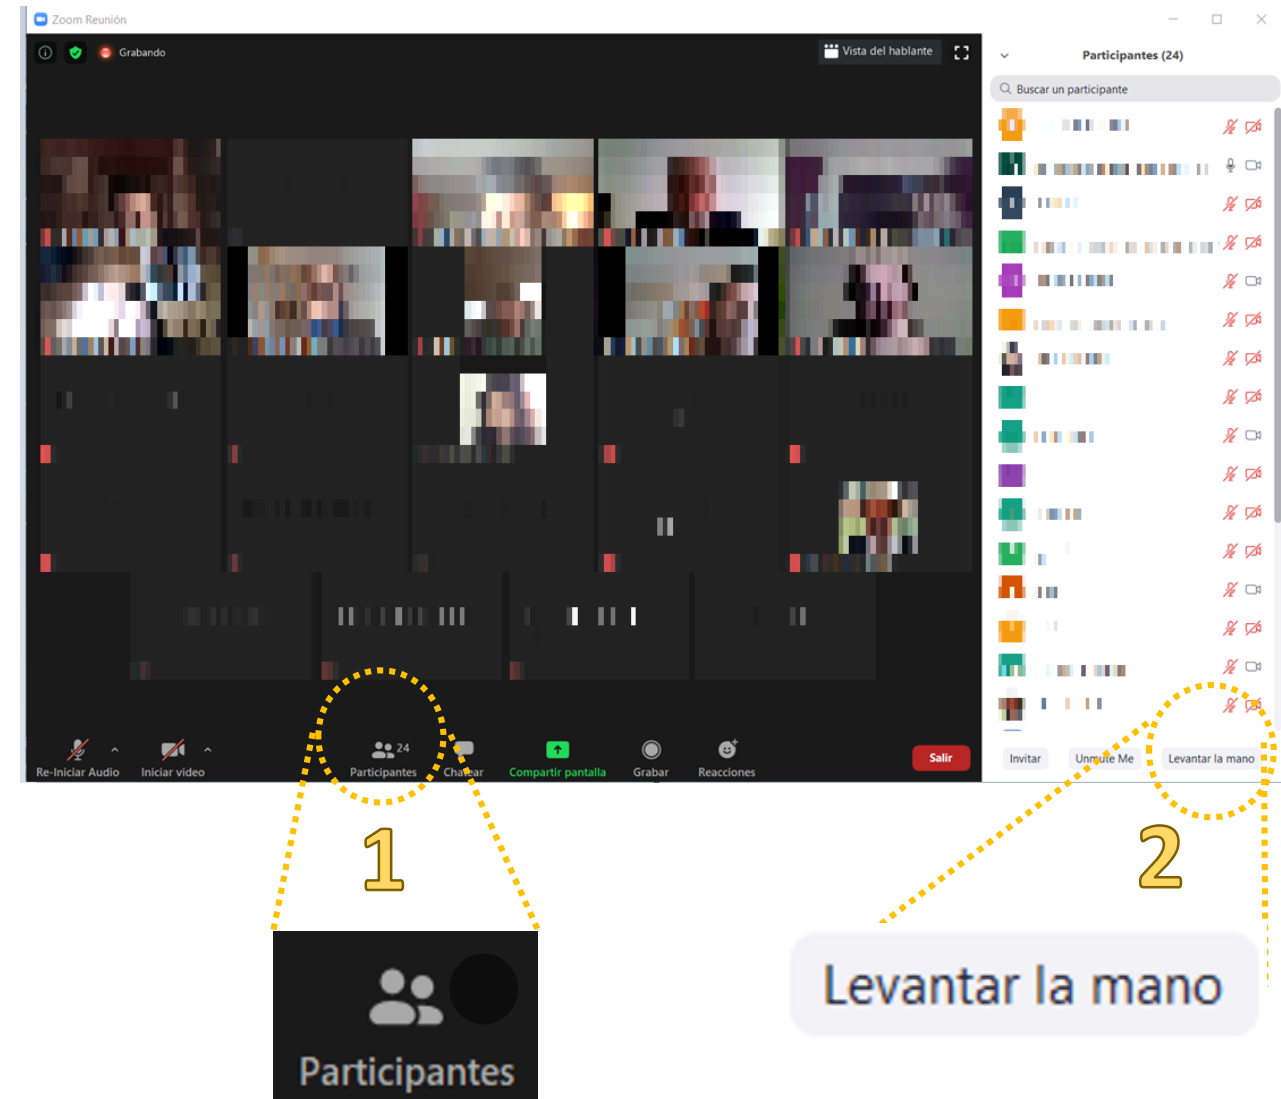 Zoom Reunión
Grabando
Vista del hablante
Participantes (24)
Buscar un participante
24
Re-Iniciar Audio
Iniciar video
Participantes
Chatear
Compartir pantalla
Grabar
Reacciones
Salir
Invitar
Unmute Me
Levantar la mano
1
2
Participantes
Levantar la mano